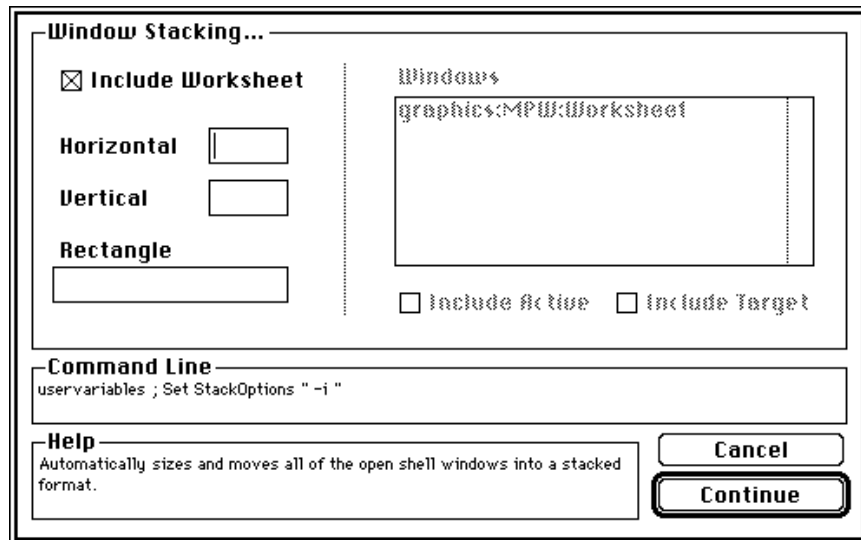 Window Stacking...
Include Worksheet
Horizontal
Vertical
Rectangle
Windows
graphics:MPW:Worksheet
Include Active
Include Target
Command Line
uservariables ; Set StackOptions " -i "
Help
Automatically sizes and moves all of the open shell windows into a stacked
format.
Cancel
Continue